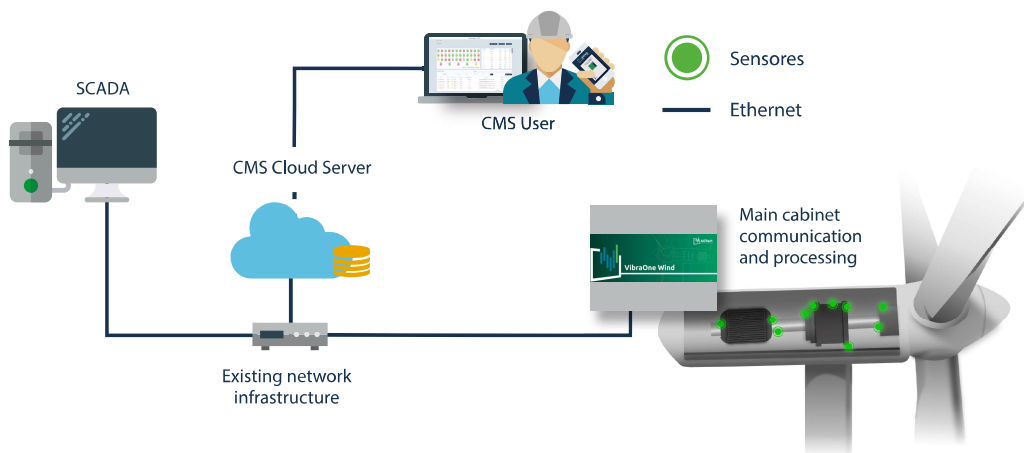 Sensores
SCADA
Ethernet
CMS User
CMS Cloud Server
Main cabinet
communication
and processing
VibraOne Wind
Existing network
infrastructure